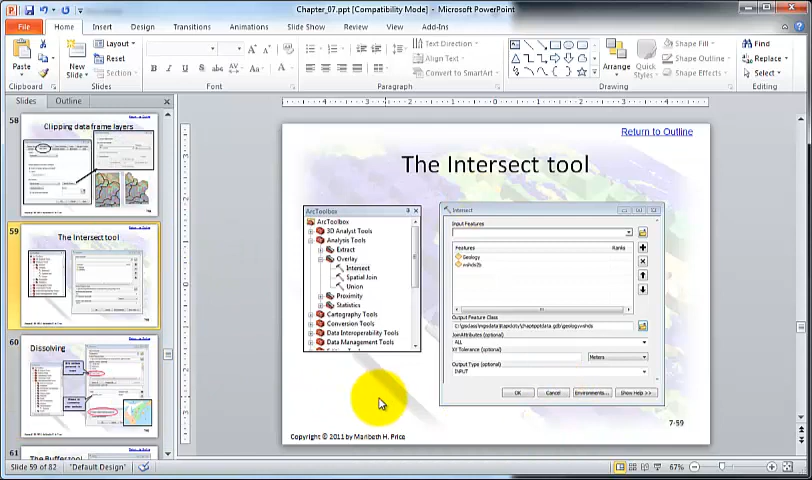 Chapter_07.ppt [Compatibility Mode] - Microsoft PowerPoint
File Home Insert Design Transitions Animations Slide Show Review View Add-Ins
Paste
New Slide
Layout
Reset
Section
Text Direction
Align Text
Convert to SmartArt
Arrange
Quick Styles
Shape Fill
Shape Outline
Shape Effects
Find
Replace
Select
Clipboard Slides Font Paragraph Drawing Editing
Slides Outline
58
Clipping data frame layers
59
The Intersect tool
60
Dissolving
61
The Buffer tool
Return to Outline
The Intersect tool
ArcToolbox
ArcToolbox
3D Analyst Tools
Analysis Tools
Extract
Overlay
Intersect
Spatial Join
Union
Proximity
Statistics
Cartography Tools
Conversion Tools
Data Interoperability Tools
Data Management Tools
Intersect
Input Features
Features Ranks
Geology
Output Feature Class
JoinAttributes (optional)
ALL
XY Tolerance (optional)
Meters
Output Type (optional)
INPUT
OK Cancel Environments... Show Help >>
7-59
Copyright © 2011 by Maribeth H. Price
Slide 59 of 82 "Default Design" 67%